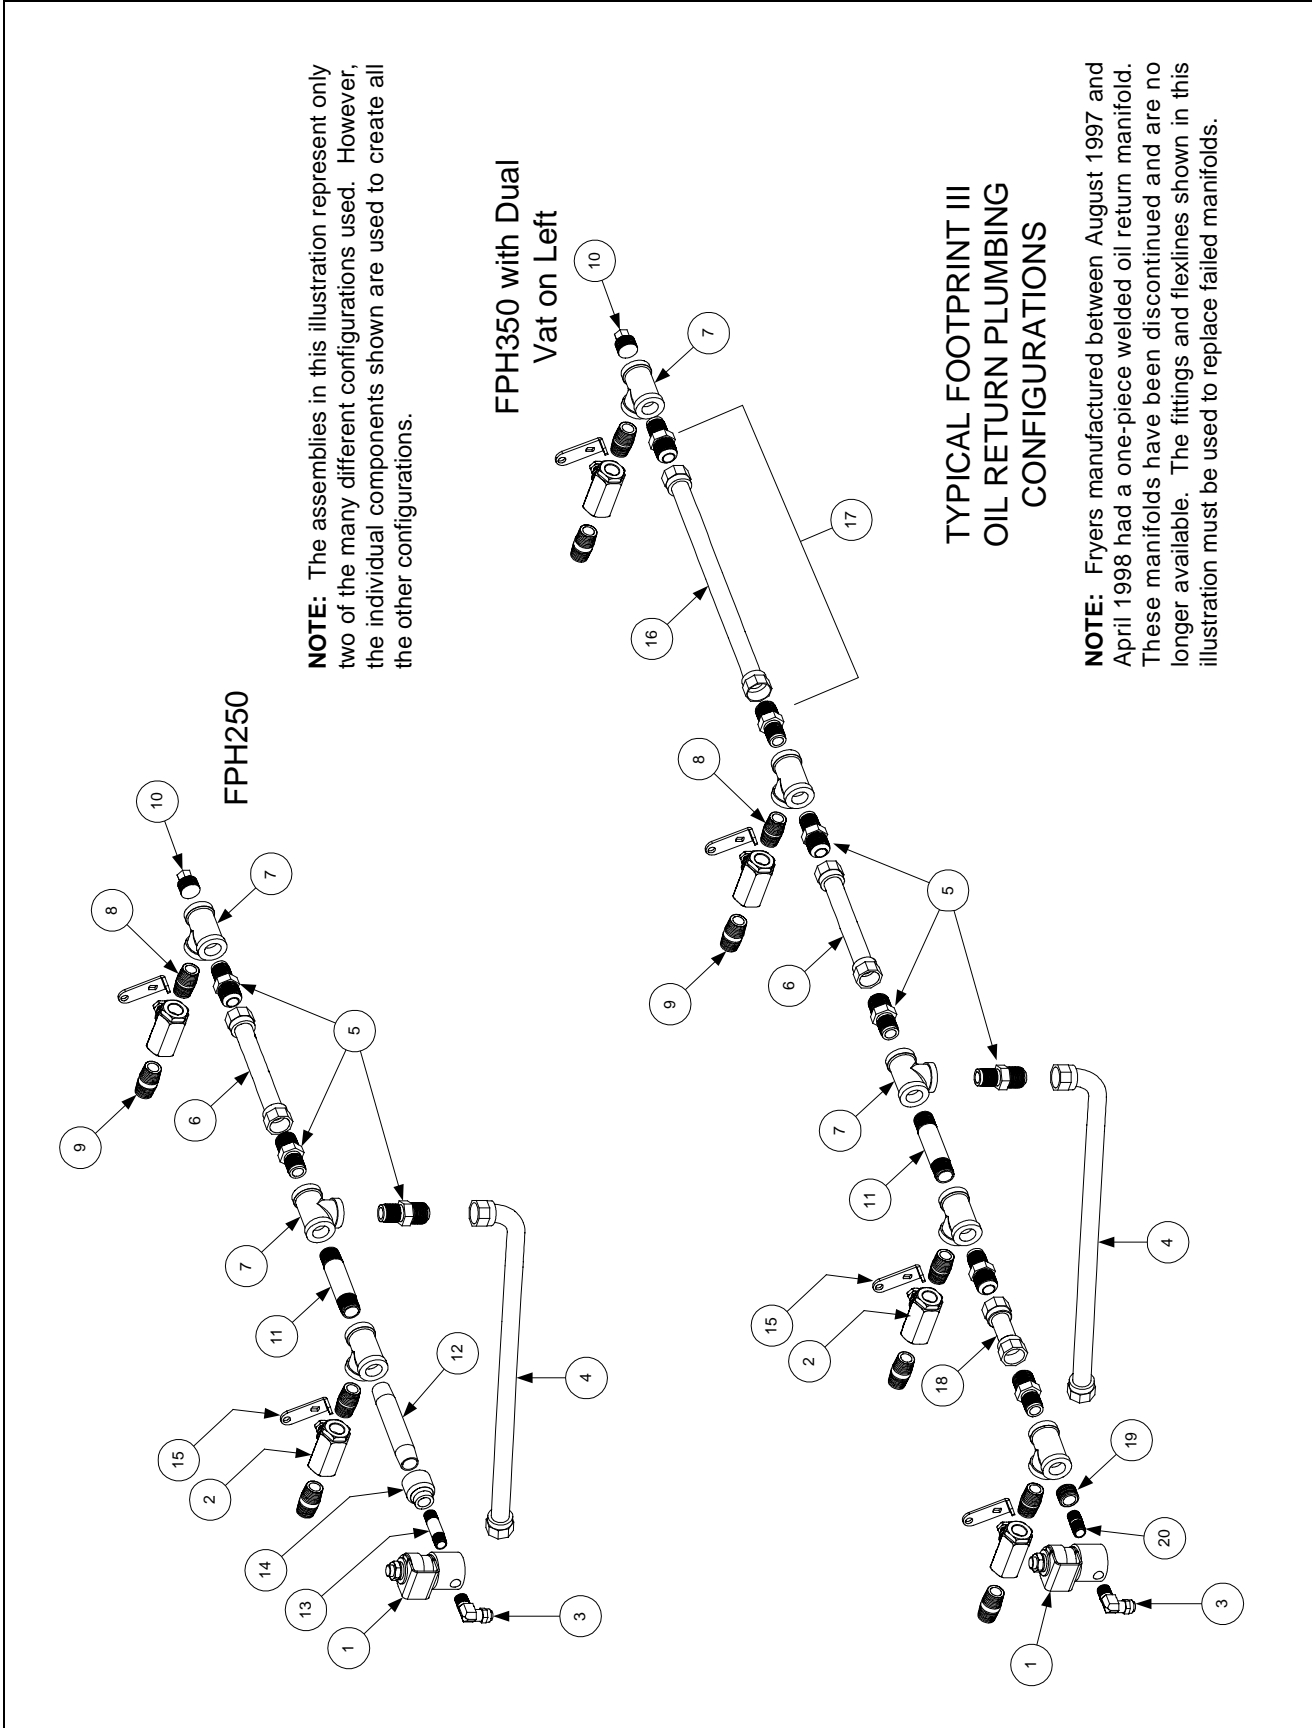 NOTE: The assemblies in this illustration represent only
two of the many different configurations used. However,
the individual components shown are used to create all
the other configurations.
FPH250
10
8
7
9
6
5
7
11
15
2
12
4
14
13
1
3
FPH350 with Dual
Vat on Left
10
7
17
16
8
9
6
5
7
11
15
2
18
4
19
20
1
3
TYPICAL FOOTPRINT III
OIL RETURN PLUMBING
CONFIGURATIONS
NOTE: Fryers manufactured between August 1997 and
April 1998 had a one-piece welded oil return manifold.
These manifolds have been discontinued and are no
longer available. The fittings and flexlines shown in this
illustration must be used to replace failed manifolds.